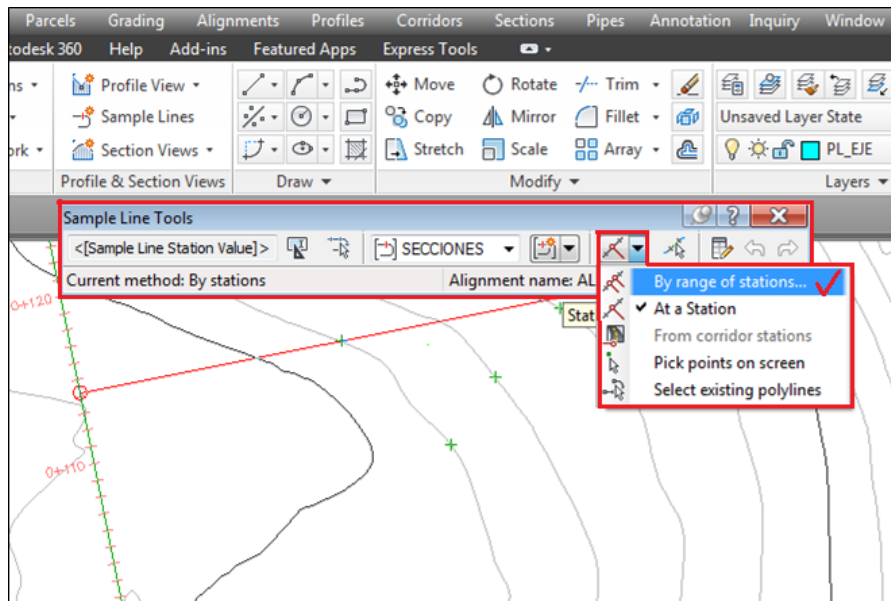 Parcels Grading Alignments Profiles Corridors Sections Pipes Annotation Inquiry Window
todesk 360 Help Add-ins Featured Apps Express Tools
ns Profile View Move Rotate Trim
Sample Lines Copy Mirror Fillet Unsaved Layer State
ork Section Views Stretch Scale Array PL_EJE
Profile & Section Views Draw Modify Layers
Sample Line Tools
<[Sample Line Station Value]> SECCIONES
Current method: By stations Alignment name: AL
By range of stations...
Stat
At a Station
From corridor stations
Pick points on screen
Select existing polylines
0+120
0+110